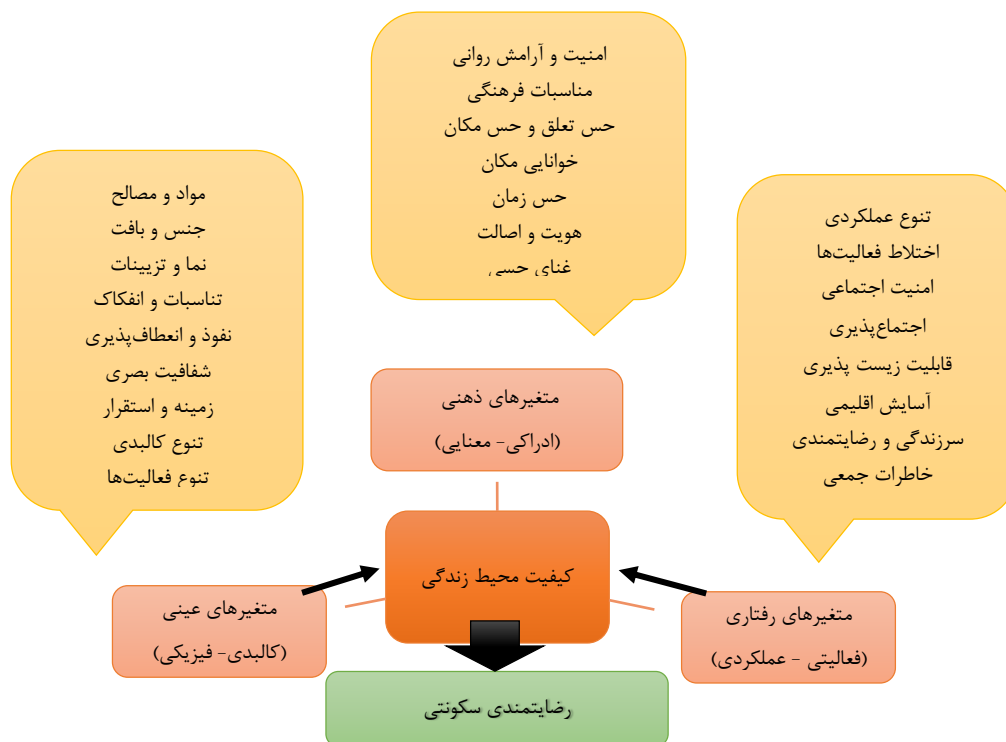 امنیت و آرامش روانی
مناسبات فرهنگی
حس تعلق و حس مکان
خوانایی مکان
حس زمان
هویت و اصالت
غنای حسی
تنوع عملکردی
اختلاط فعالیت‌ها
امنیت اجتماعی
اجتماع‌پذیری
قابلیت زیست پذیری
آسایش اقلیمی
سرزندگی و رضایتمندی
خاطرات جمعی
مواد و مصالح
جنس و بافت
نما و تزیینات
تناسبات و انفکاک
نفوذ و انعطاف‌پذیری
شفافیت بصری
زمینه و استقرار
تنوع کالبدی
تنوع فعالیت‌ها
متغیرهای ذهنی
(ادراکی- معنایی)
کیفیت محیط زندگی
متغیرهای رفتاری
(فعالیتی - عملکردی)
متغیرهای عینی
(کالبدی- فیزیکی)
رضایتمندی سکونتی